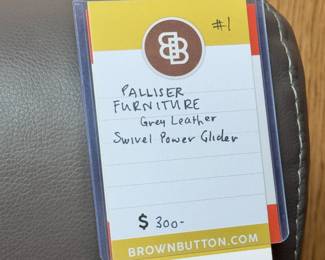 #1
BB
PALLISER
FURNITURE
Grey Leather
Swivel Power Glider
$ 300-
BROWNBUTTON.COM